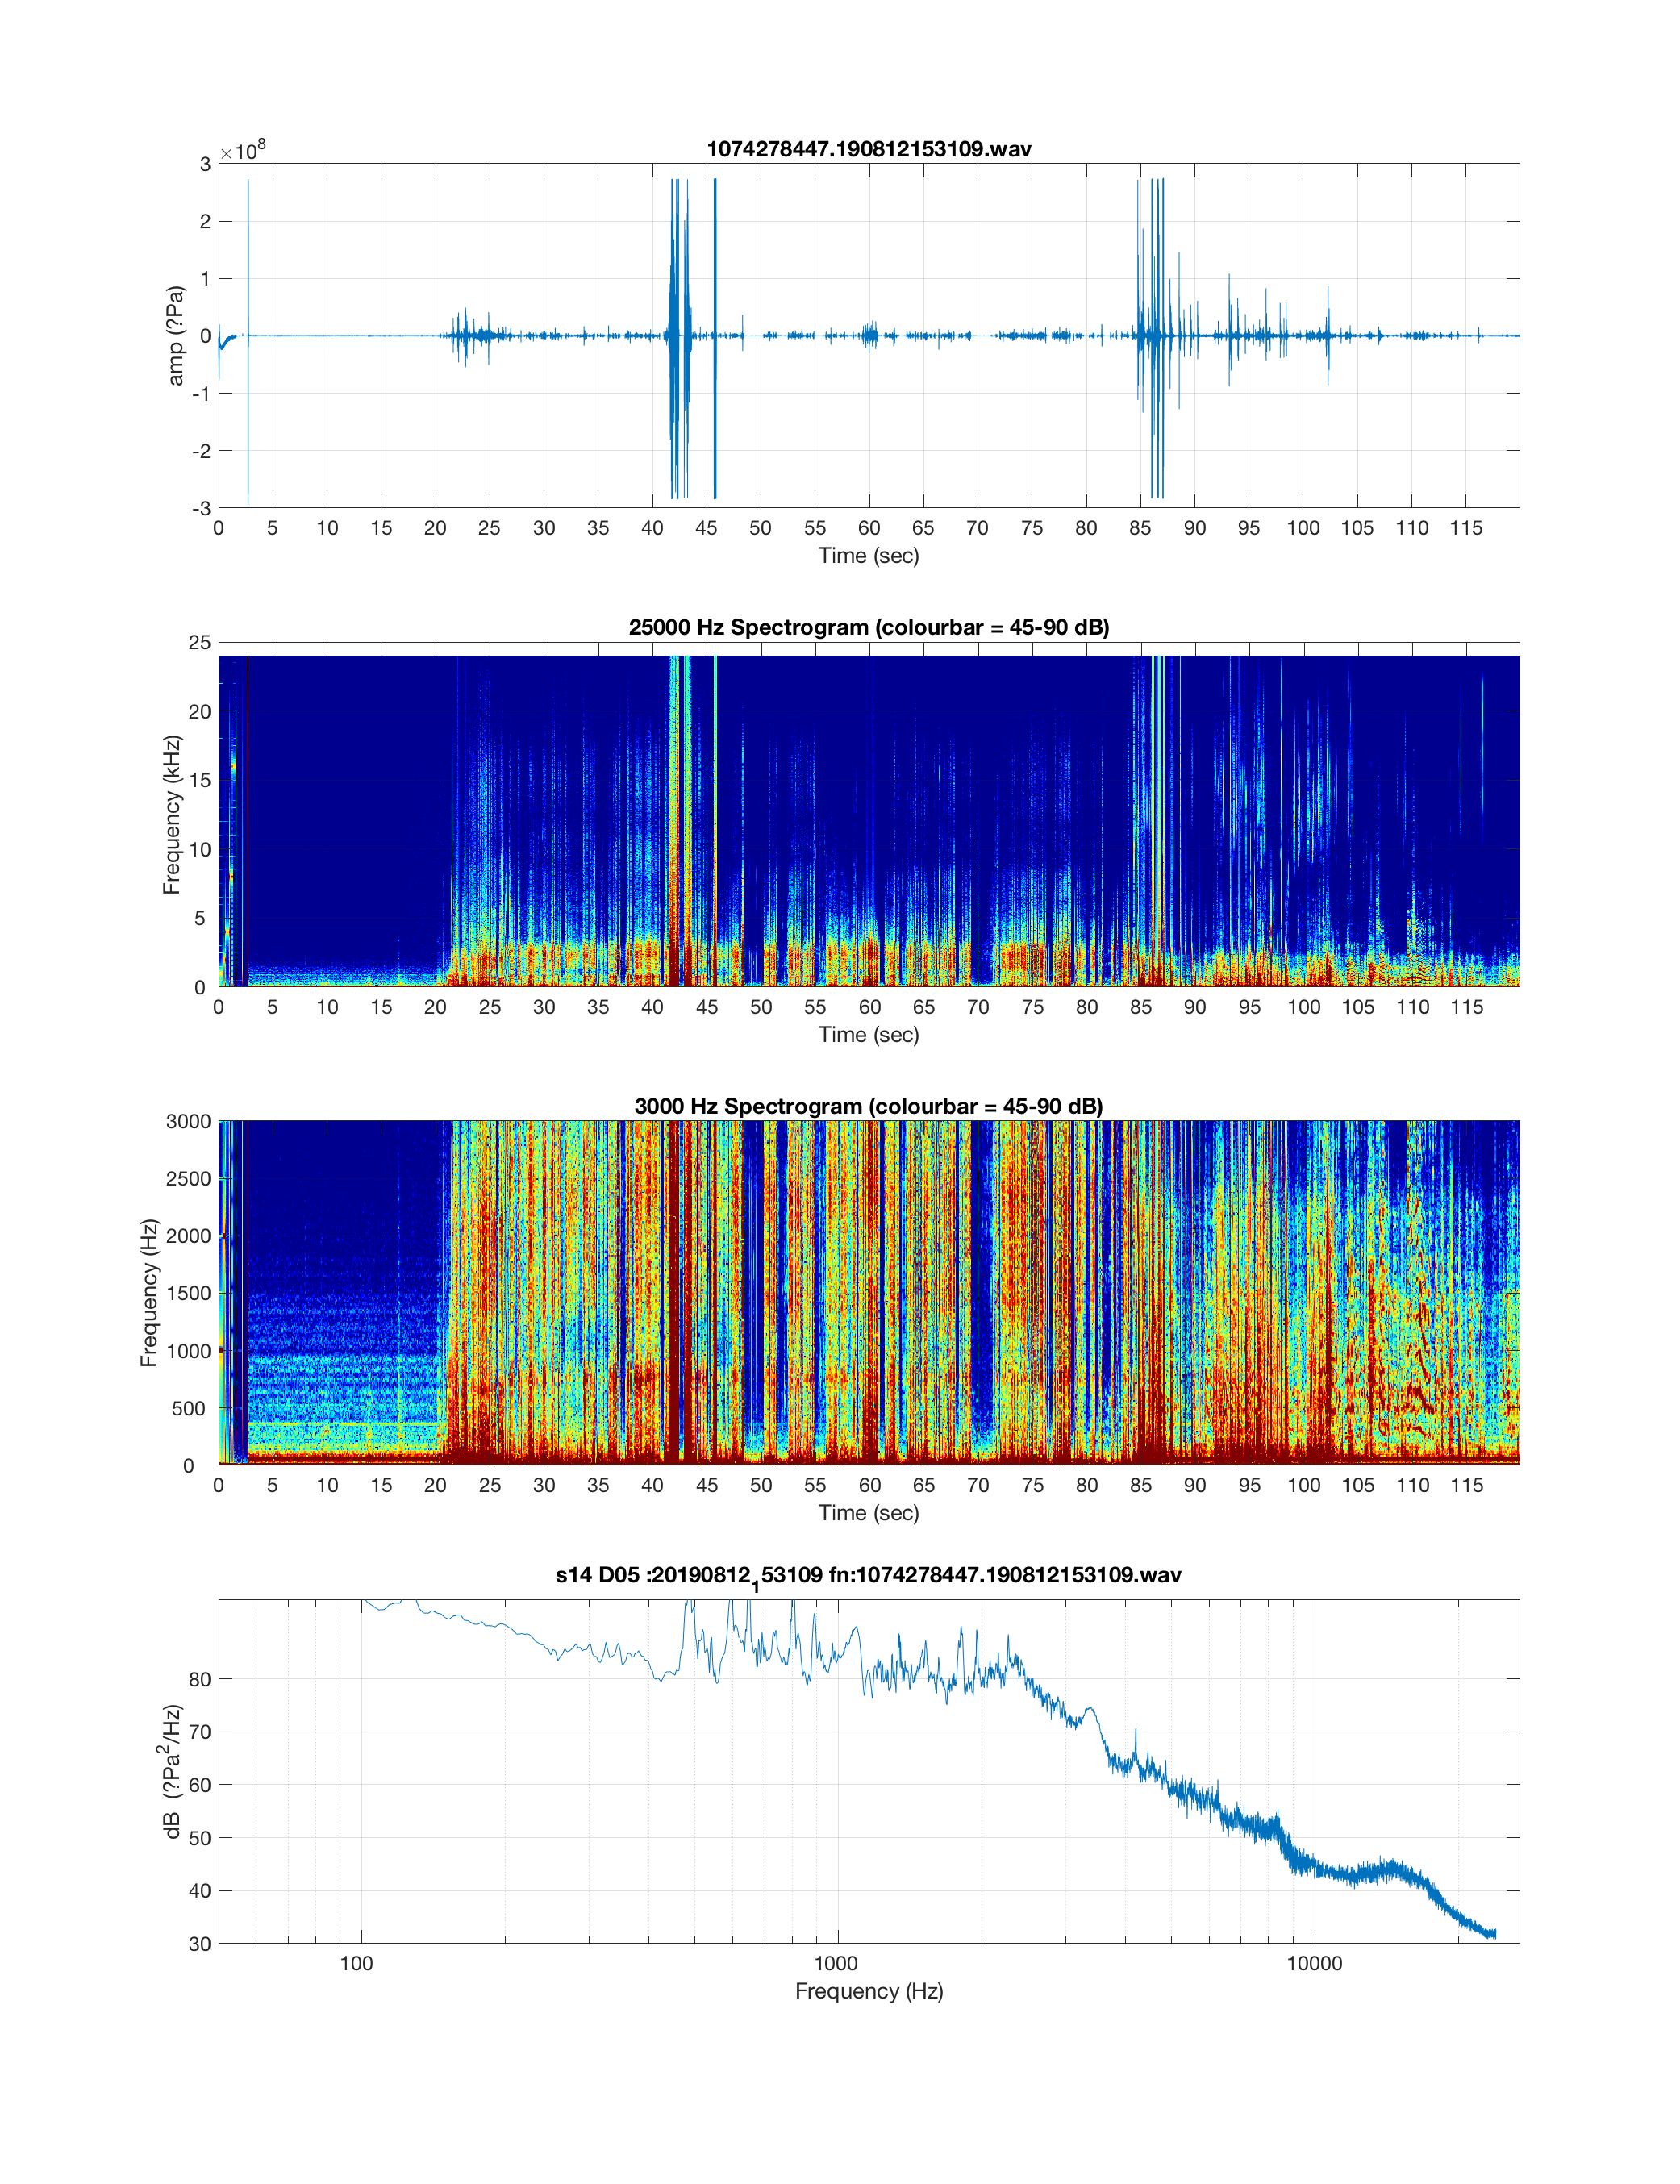 1074278447.190812153109.wav
×10^8
3
2
1
0
-1
-2
-3
amp (?Pa)
0 5 10 15 20 25 30 35 40 45 50 55 60 65 70 75 80 85 90 95 100 105 110 115
Time (sec)
25000 Hz Spectrogram (colourbar = 45-90 dB)
25
20
15
10
5
0
Frequency (kHz)
0 5 10 15 20 25 30 35 40 45 50 55 60 65 70 75 80 85 90 95 100 105 110 115
Time (sec)
3000 Hz Spectrogram (colourbar = 45-90 dB)
3000
2500
2000
1500
1000
500
0
Frequency (Hz)
0 5 10 15 20 25 30 35 40 45 50 55 60 65 70 75 80 85 90 95 100 105 110 115
Time (sec)
s14 D05 :20190812_153109 fn:1074278447.190812153109.wav
80
70
60
50
40
30
dB (?Pa^2/Hz)
100 1000 10000
Frequency (Hz)